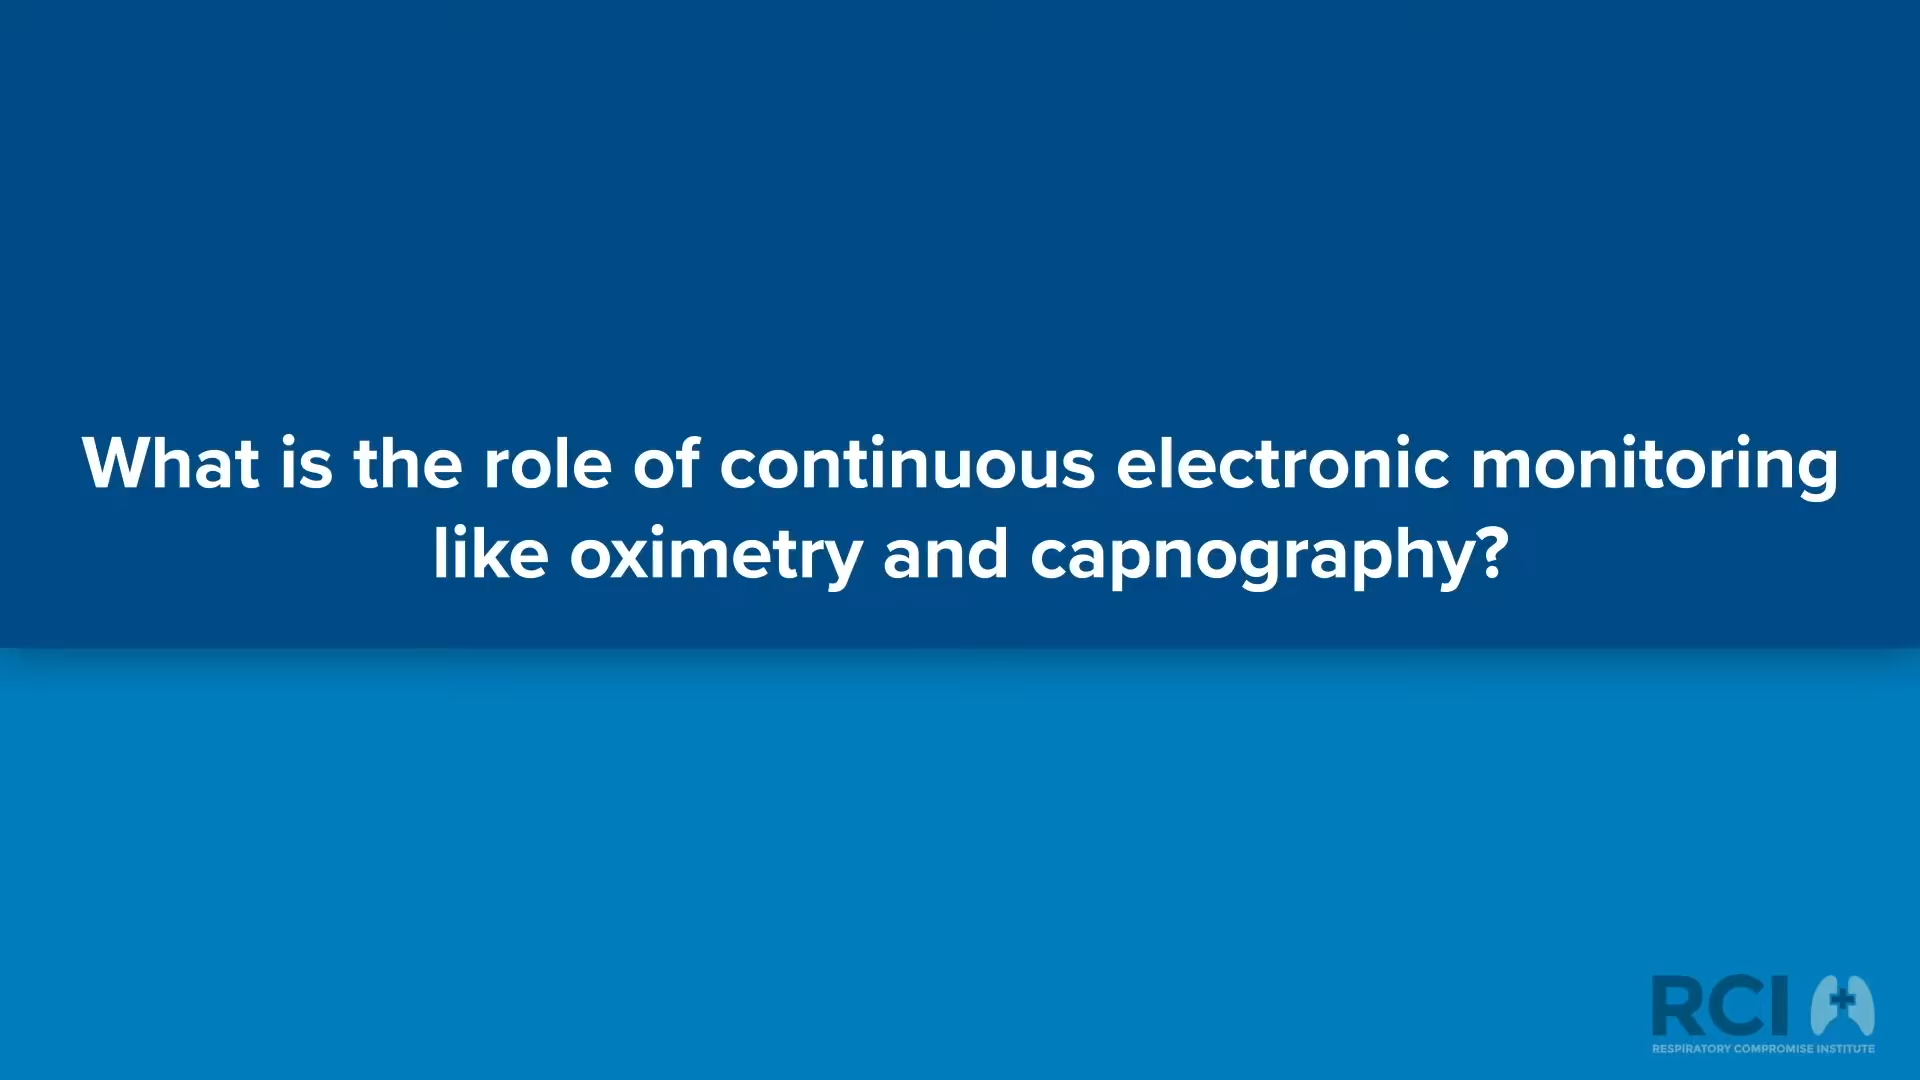 What is the role of continuous electronic monitoring
like oximetry and capnography?
RCI
RESPIRATORY COMPROMISE INSTITUTE